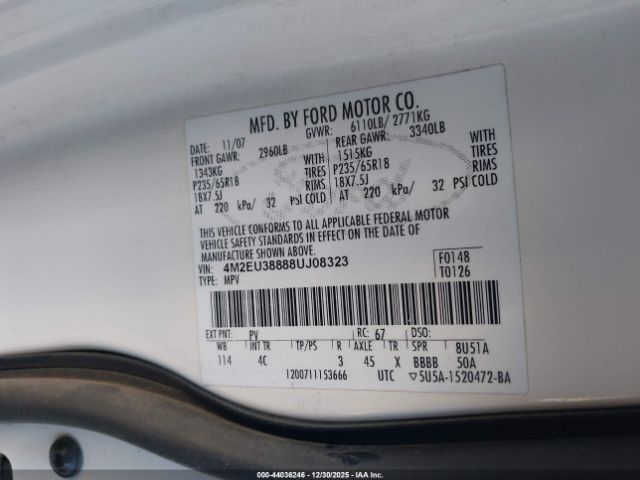 MFD. BY FORD MOTOR CO.
DATE: 11/07 GVWR: 6110LB/ 2771KG
FRONT GAWR: 2960LB REAR GAWR: 3340LB
1343KG WITH 1515KG WITH
P235/65R18 TIRES P235/65R18 TIRES
18X7.5J RIMS 18X7.5J RIMS
AT 220 kPa/ 32 PSI COLD AT 220 kPa/ 32 PSI COLD
THIS VEHICLE CONFORMS TO ALL APPLICABLE FEDERAL MOTOR
VEHICLE SAFETY STANDARDS IN EFFECT ON THE DATE OF
MANUFACTURE SHOWN ABOVE.
VIN: 4M2EU38888UJ08323 F0148
TYPE: MPV T0126
EXT PNT: PV RC: 67 DSO:
WB INT TR TP/PS R AXLE TR SPR 8U51A
114 4C 3 45 X BBBB 50A
1200711153666 UTC ▽5U5A-1520472-BA
© -44036246 - 12/30/2025 - IAA Inc.